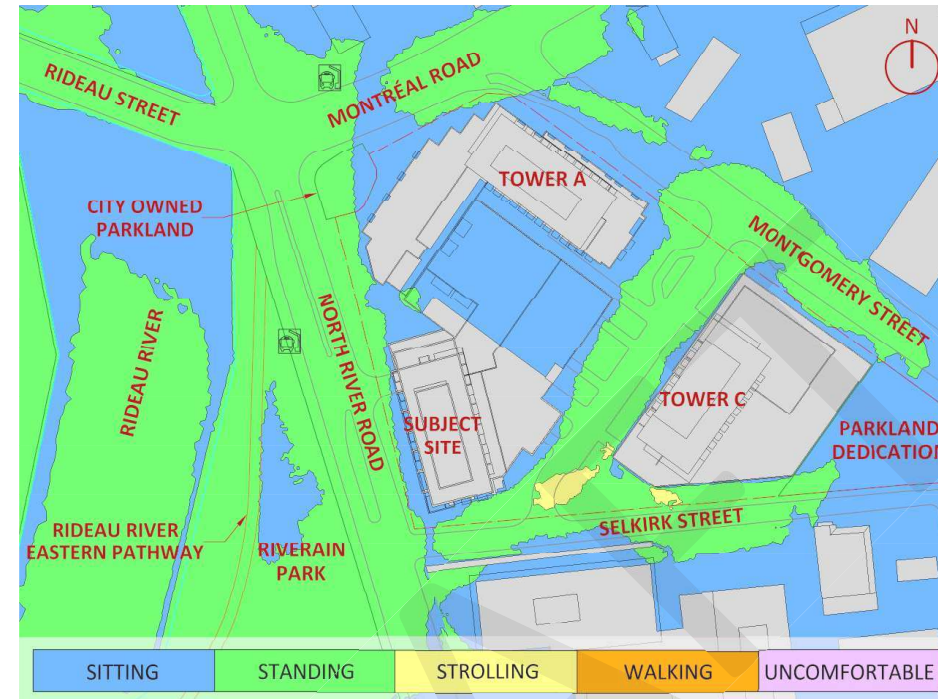 N
RIDEAU STREET
MONTRÉAL ROAD
TOWER A
CITY OWNED
PARKLAND
MONTGOMERY STREET
NORTH RIVER ROAD
RIDEAU RIVER
TOWER C
SUBJECT
SITE
PARKLAND
DEDICATION
SELKIRK STREET
RIDEAU RIVER
EASTERN PATHWAY
RIVERAIN
PARK
SITTING
STANDING
STROLLING
WALKING
UNCOMFORTABLE